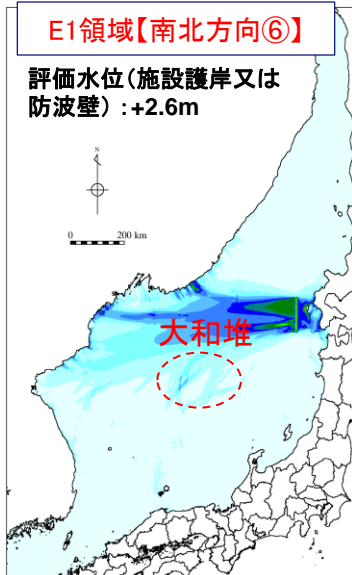 E1領域【南北方向⑥】
評価水位(施設護岸又は
防波壁）：+2.6m
N
0 200 km
大和堆